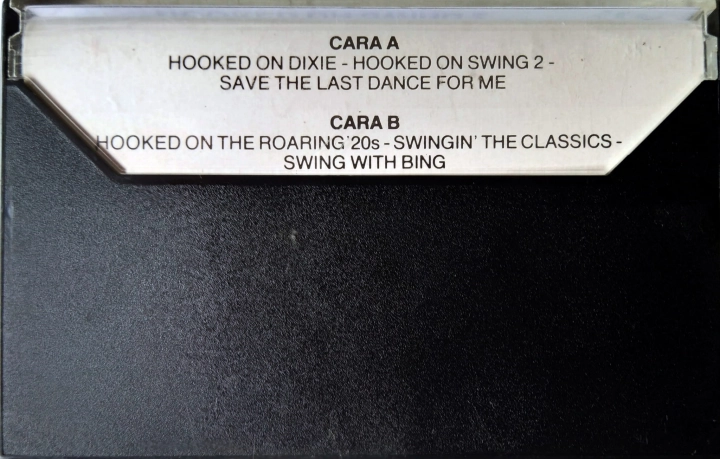 CARA A
HOOKED ON DIXIE - HOOKED ON SWING 2 -
SAVE THE LAST DANCE FOR ME
CARA B
HOOKED ON THE ROARING '20s - SWINGIN' THE CLASSICS -
SWING WITH BING